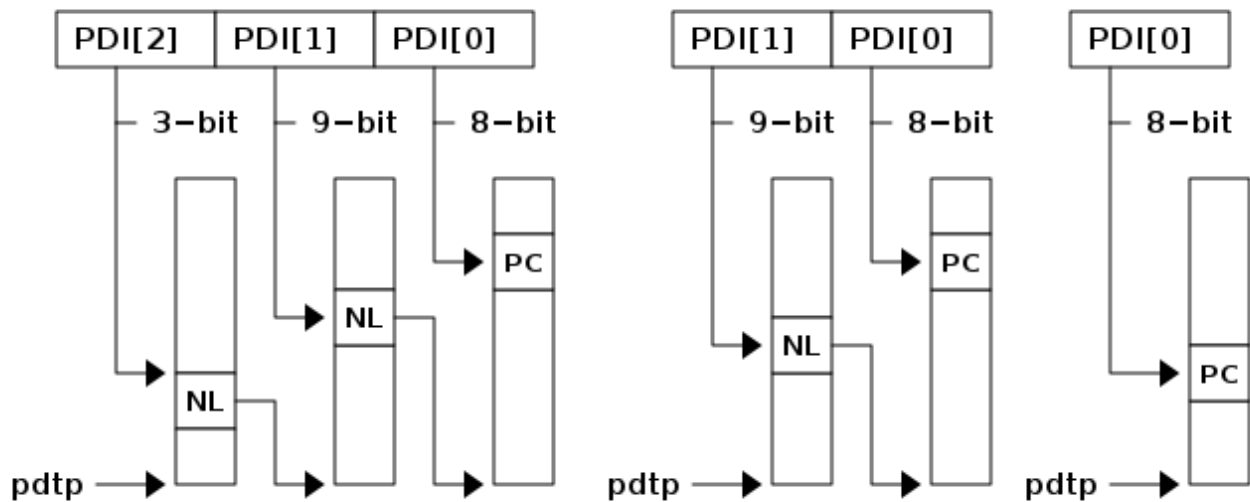 PDI[2] PDI[1] PDI[0] PDI[1] PDI[0] PDI[0]
3-bit 9-bit 8-bit 9-bit 8-bit 8-bit
PC PC
NL
NL
PC
NL
pdtp pdtp pdtp